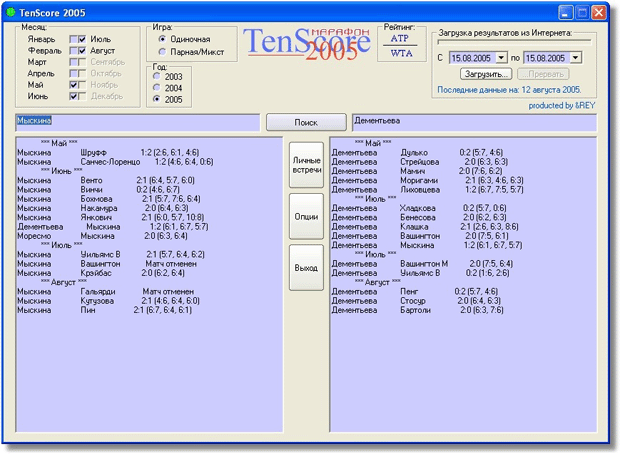 TenScore 2005
Месяц:
Январь Июль
Февраль Август
Март Сентябрь
Апрель Октябрь
Май Ноябрь
Июнь Декабрь
Игра:
Одиночная
Парная/Микст
Год:
2003
2004
2005
МАРАФОН
TenScore
2005
Рейтинг:
ATP
WTA
Загрузка результатов из Интернета:
С 15.08.2005 по 15.08.2005
Загрузить... Прервать
Последние данные на: 12 августа 2005.
producted by &REY
Мыскина Поиск Дементьева
*** Май ***
Мыскина Шруфф 1:2 (2:6, 6:1, 4:6)
Мыскина Санчес-Лоренцо 1:2 (4:6, 6:4, 0:6)
*** Июнь ***
Мыскина Венто 2:1 (6:4, 5:7, 6:0)
Мыскина Винчи 0:2 (4:6, 6:7)
Мыскина Бохмова 2:1 (5:7, 7:6, 6:4)
Мыскина Накамура 2:0 (6:4, 6:3)
Мыскина Янкович 2:1 (6:0, 5:7, 10:8)
Дементьева Мыскина 1:2 (6:1, 6:7, 5:7)
Моресмо Мыскина 2:0 (6:3, 6:4)
*** Июль ***
Мыскина Уильямс В 2:1 (5:7, 6:4, 6:2)
Мыскина Вашингтон Матч отменен
Мыскина Крэйбас 2:0 (6:2, 6:4)
*** Август ***
Мыскина Гальярди Матч отменен
Мыскина Кутузова 2:1 (4:6, 6:4, 6:0)
Мыскина Пин 2:1 (6:7, 6:4, 6:1)
Личные встречи
Опции
Выход
*** Май ***
Дементьева Дулько 0:2 (5:7, 4:6)
Дементьева Стрейцова 2:0 (6:3, 6:3)
Дементьева Мамич 2:0 (7:6, 6:2)
Дементьева Моригами 2:1 (6:3, 4:6, 6:3)
Дементьева Лиховцева 1:2 (6:7, 7:5, 7:5)
*** Июль ***
Дементьева Хладкова 0:2 (5:7, 0:6)
Дементьева Бенесова 2:0 (6:2, 6:3)
Дементьева Клашка 2:1 (2:6, 6:3, 8:6)
Дементьева Вашингтон 2:0 (7:5, 6:1)
Дементьева Мыскина 1:2 (6:1, 6:7, 5:7)
*** Июль ***
Дементьева Вашингтон М 2:0 (7:5, 6:4)
Дементьева Уильямс В 0:2 (1:6, 2:6)
*** Август ***
Дементьева Пенг 0:2 (5:7, 4:6)
Дементьева Стосур 2:0 (6:4, 6:3)
Дементьева Бартоли 2:0 (6:3, 7:6)